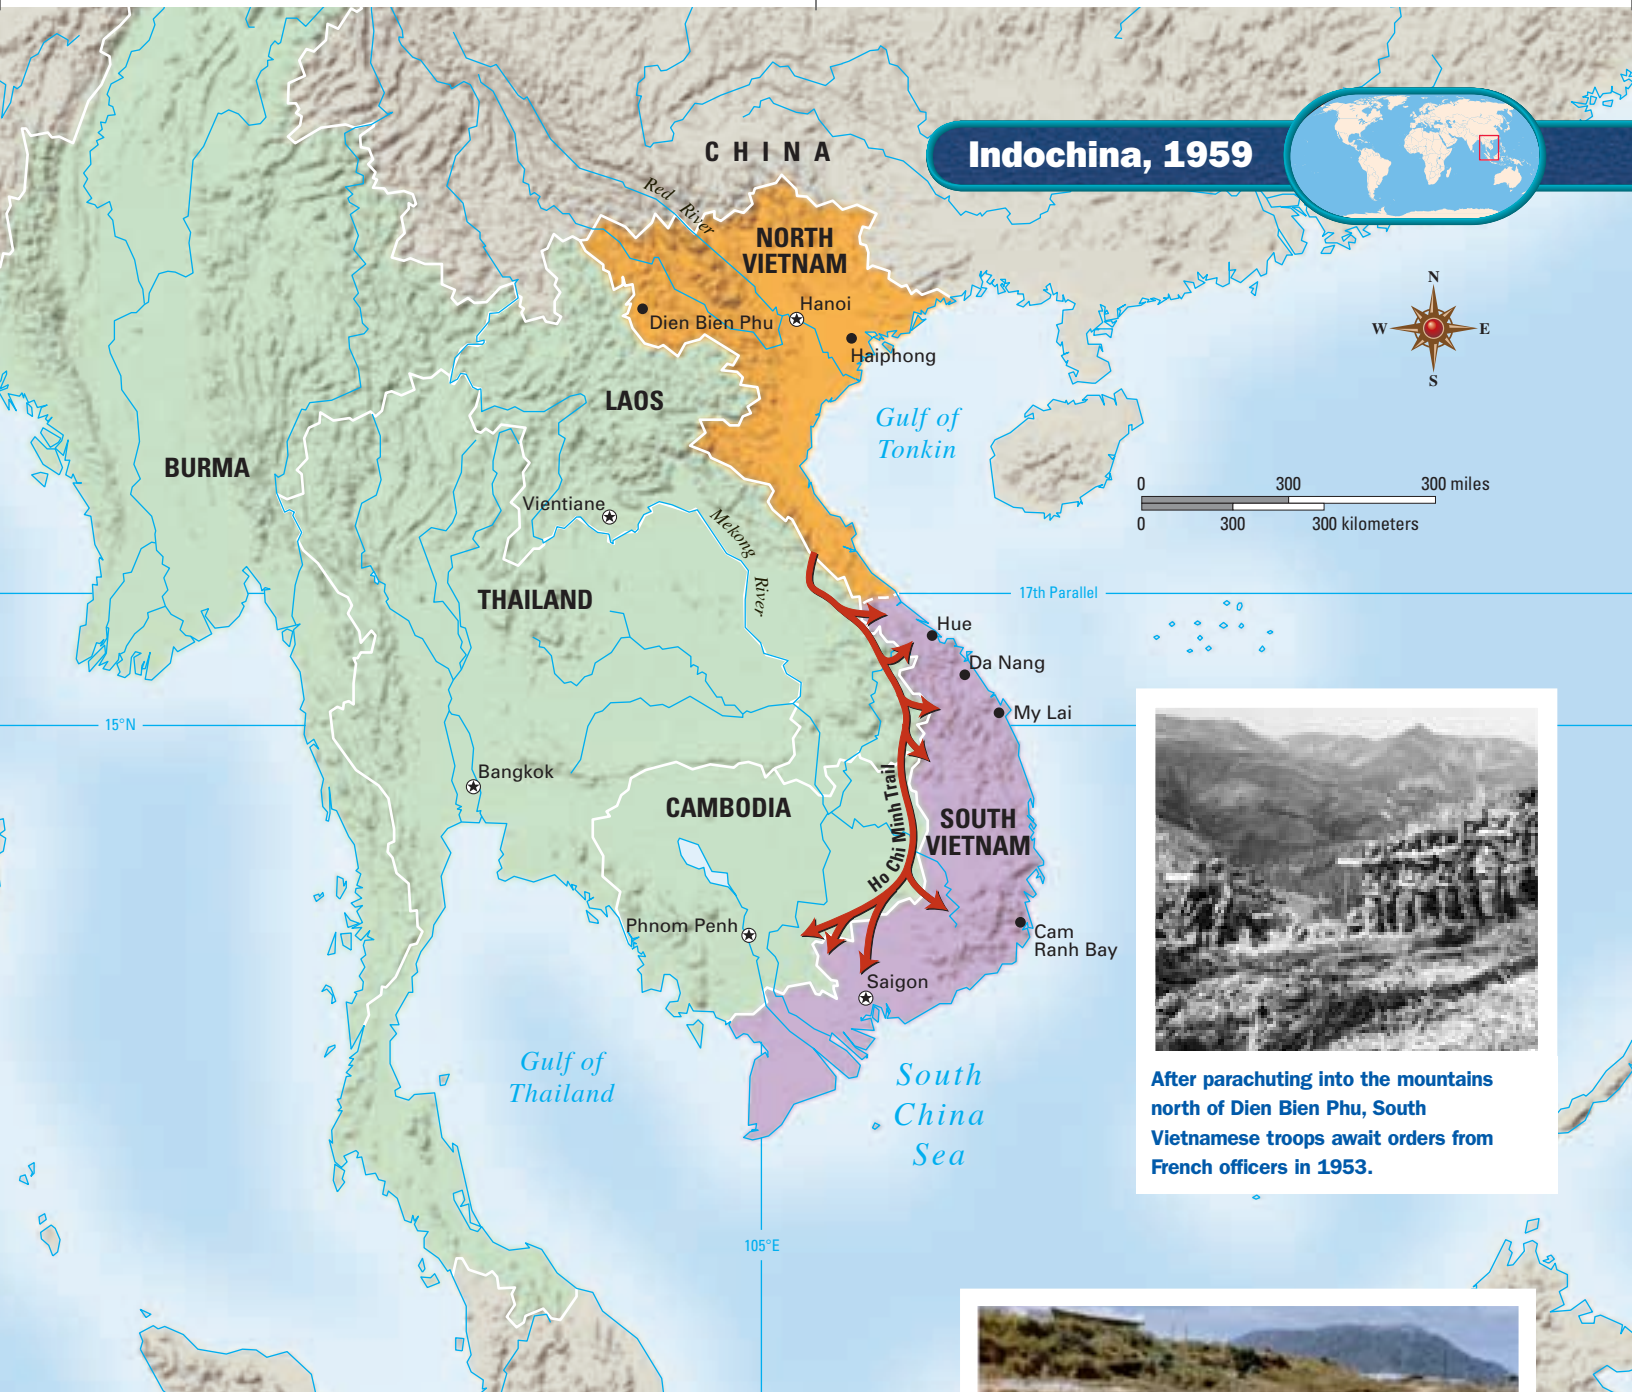 Indochina, 1959
CHINA
Red River
NORTH
VIETNAM
Hanoi
Dien Bien Phu
Haiphong
N
W
E
S
LAOS
Gulf of
Tonkin
BURMA
0 300 300 miles
0 300 300 kilometers
Vientiane
Mekong
River
THAILAND
17th Parallel
Hue
Da Nang
My Lai
15°N
Bangkok
CAMBODIA
Ho Chi Minh Trail
SOUTH
VIETNAM
Phnom Penh
Cam
Ranh Bay
Saigon
Gulf of
Thailand
South
China
Sea
After parachuting into the mountains
north of Dien Bien Phu, South
Vietnamese troops await orders from
French officers in 1953.
105°E